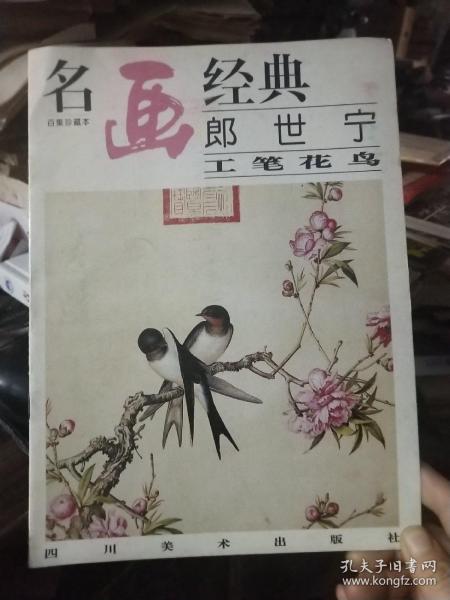 名画经典
百集珍藏本
郎世宁
工笔花鸟
四川美术出版社
孔夫子旧书网
www.kongfz.com